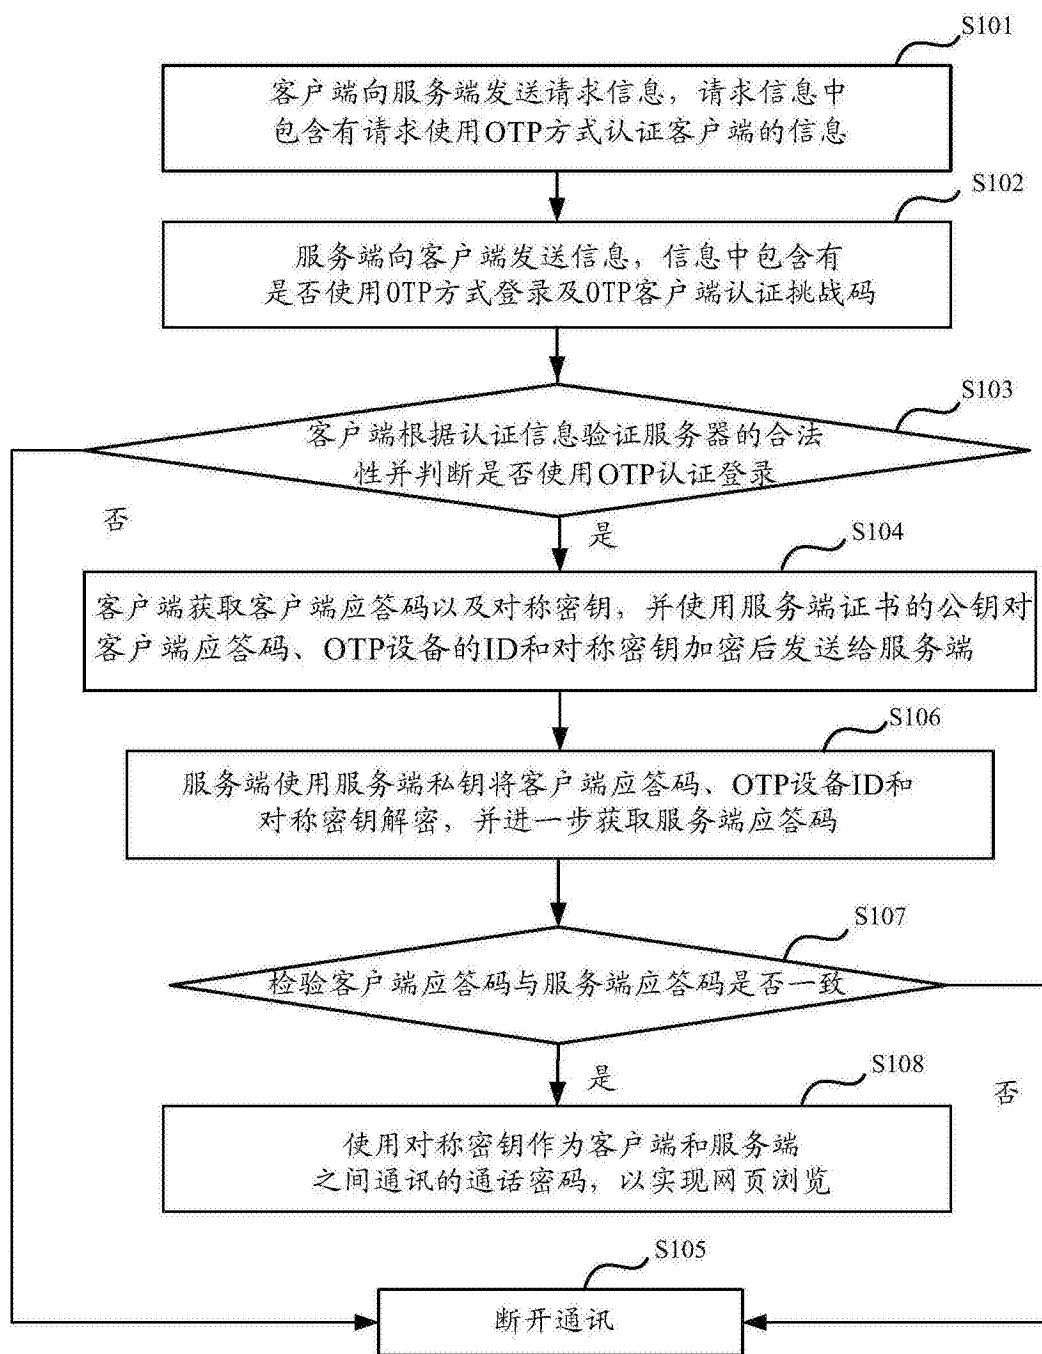 S101
客户端向服务端发送请求信息，请求信息中
包含有请求使用OTP方式认证客户端的信息
S102
服务端向客户端发送信息，信息中包含有
是否使用OTP方式登录及OTP客户端认证挑战码
S103
客户端根据认证信息验证服务器的合法
性并判断是否使用OTP认证登录
否
是
S104
客户端获取客户端应答码以及对称密钥，并使用服务端证书的公钥对
客户端应答码、OTP设备的ID和对称密钥加密后发送给服务端
S106
服务端使用服务端私钥将客户端应答码、OTP设备ID和
对称密钥解密，并进一步获取服务端应答码
S107
检验客户端应答码与服务端应答码是否一致
是
否
S108
使用对称密钥作为客户端和服务端
之间通讯的通话密码，以实现网页浏览
S105
断开通讯